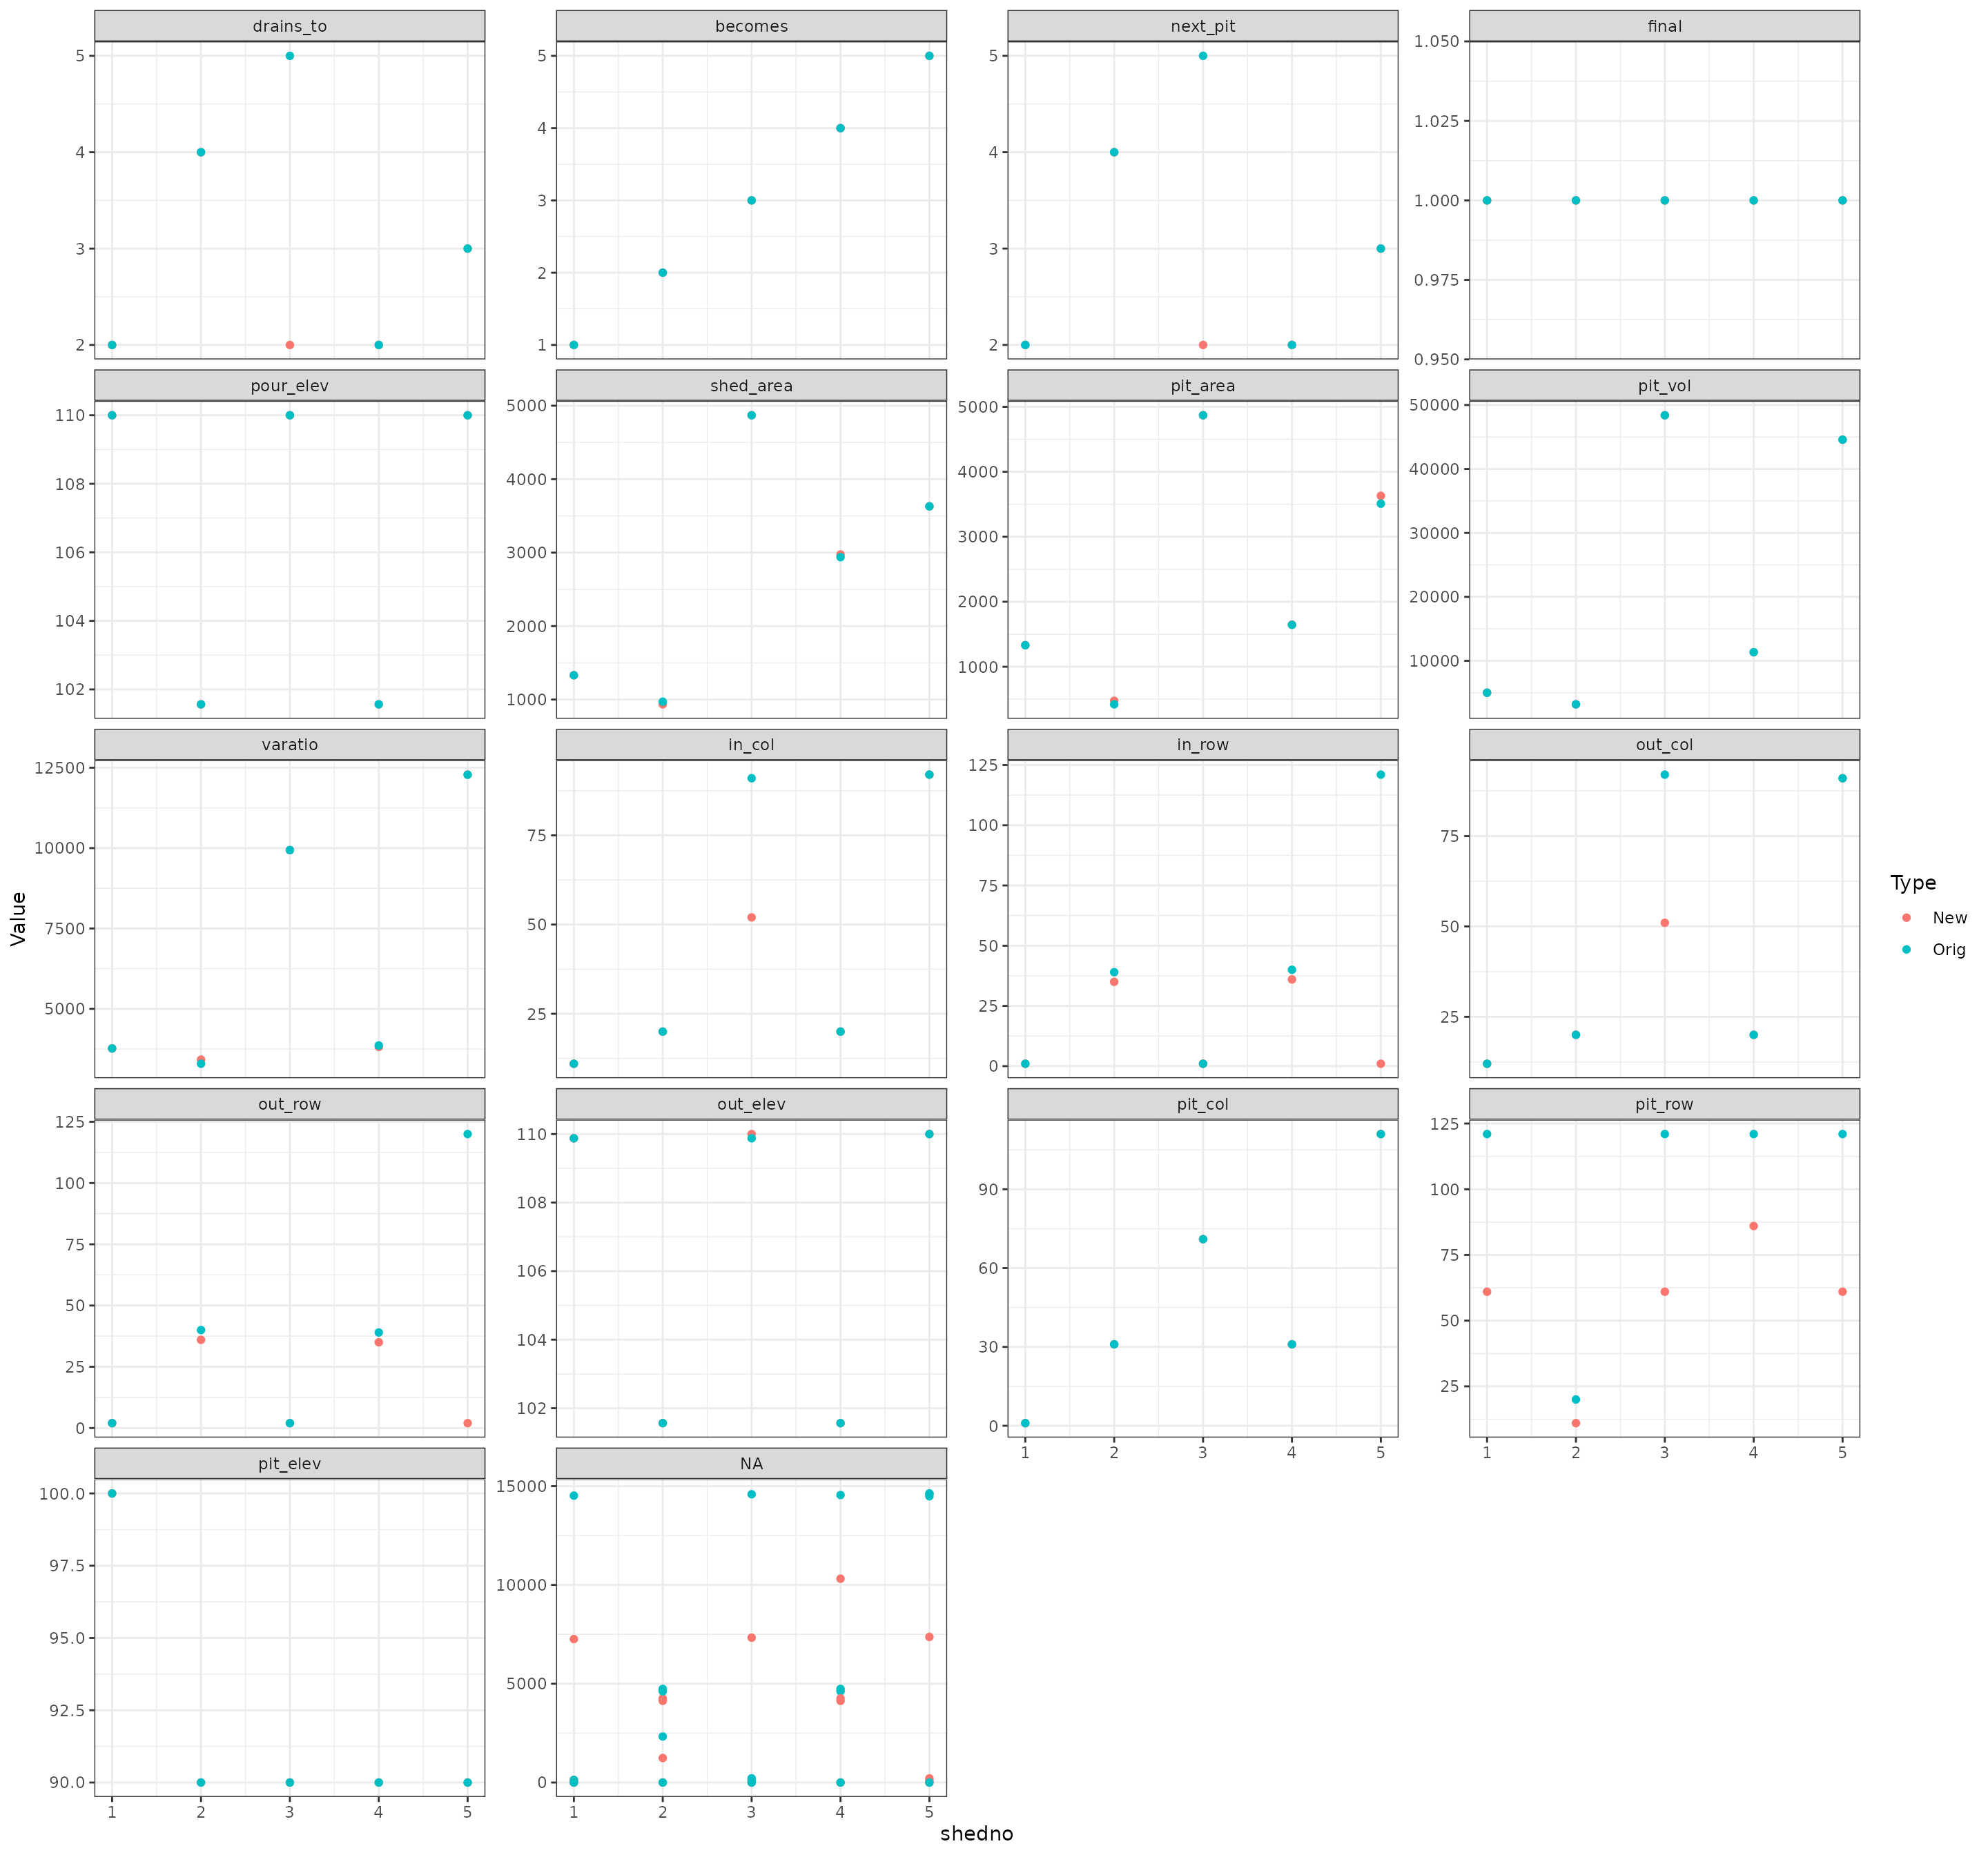 drains_to becomes next_pit final
5 4 3 2
5 4 3 2 1
5 4 3 2
1.050 1.025 1.000 0.975 0.950
pour_elev shed_area pit_area pit_vol
110 108 106 104 102
5000 4000 3000 2000 1000
5000 4000 3000 2000 1000
50000 40000 30000 20000 10000
varatio in_col in_row out_col
12500 10000 7500 5000
75 50 25
125 100 75 50 25 0
75 50 25
Value
Type
New
Orig
out_row out_elev pit_col pit_row
125 100 75 50 25 0
110 108 106 104 102
90 60 30 0
125 100 75 50 25
1 2 3 4 5
1 2 3 4 5
pit_elev NA
100.0 97.5 95.0 92.5 90.0
15000 10000 5000 0
1 2 3 4 5
1 2 3 4 5
shedno